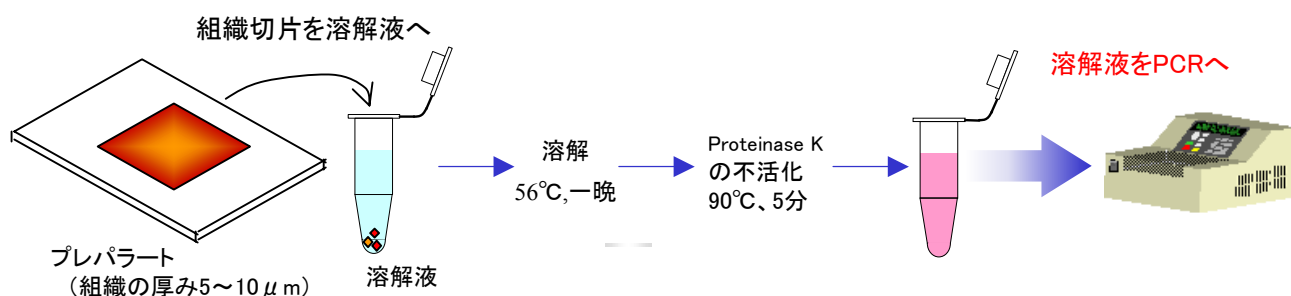 組織切片を溶解液へ
プレパラート
(組織の厚み5～10μm)
溶解液
溶解
56℃,一晩
Proteinase K
の不活化
90℃、5分
溶解液をPCRへ